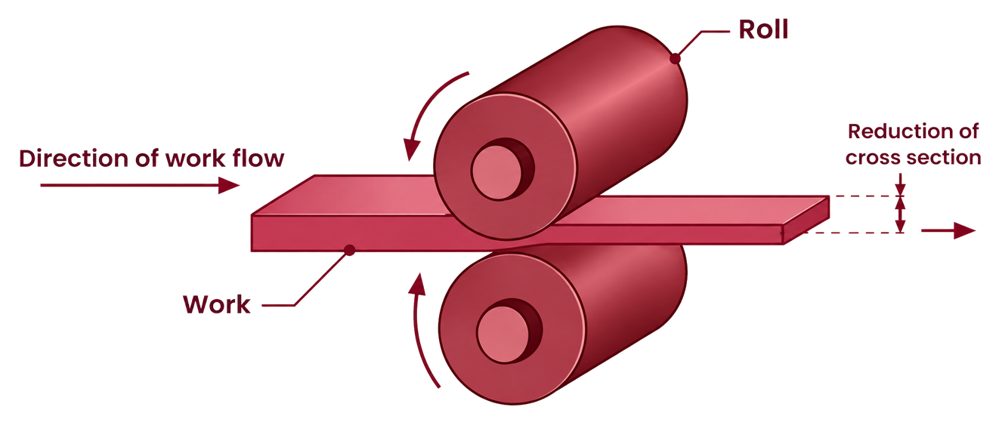 Roll
Reduction of
cross section
Direction of work flow
Work